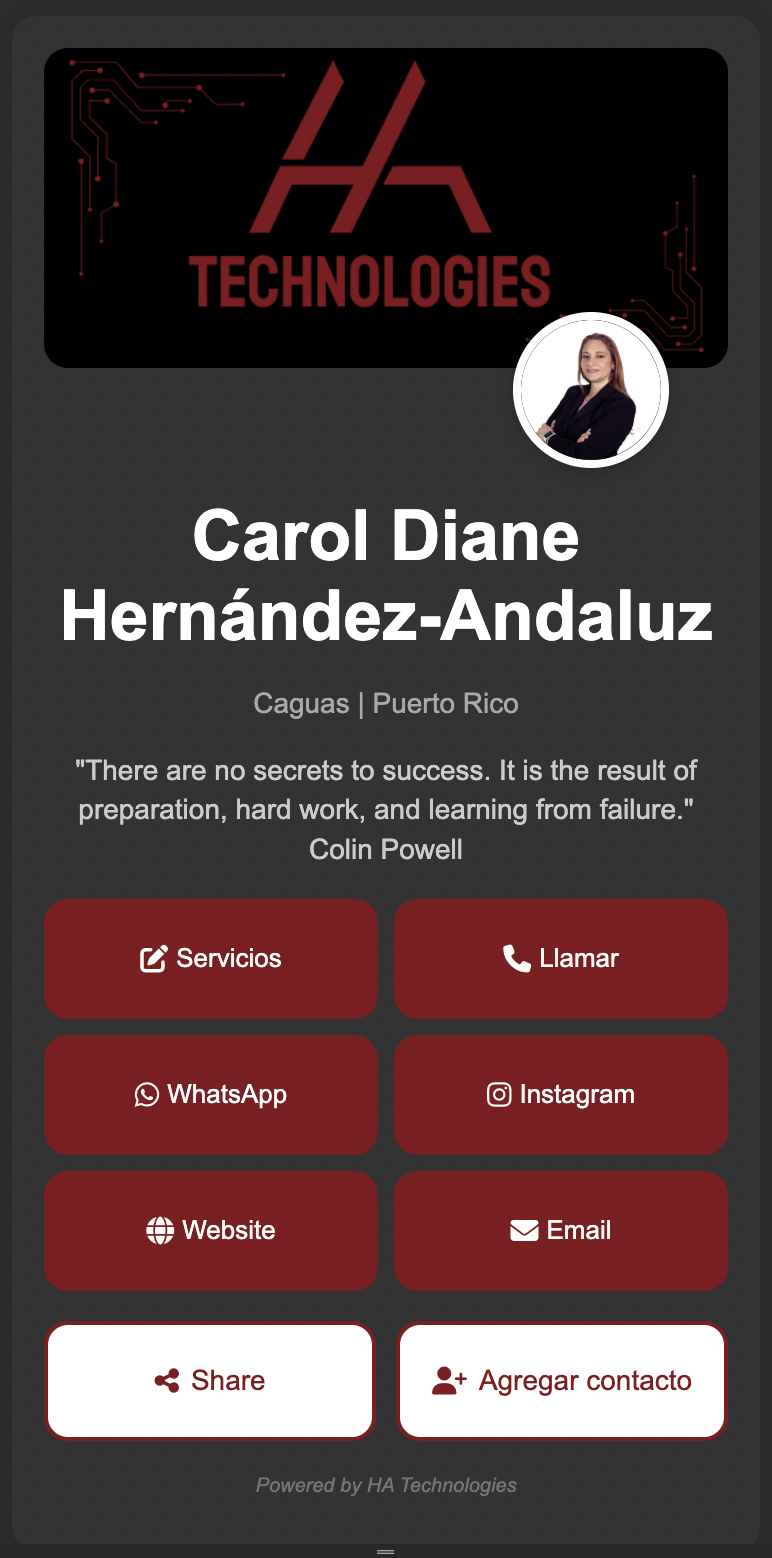 HA
TECHNOLOGIES
Carol Diane
Hernández-Andaluz
Caguas | Puerto Rico
"There are no secrets to success. It is the result of
preparation, hard work, and learning from failure."
Colin Powell
Servicios
Llamar
WhatsApp
Instagram
Website
Email
Share
Agregar contacto
Powered by HA Technologies